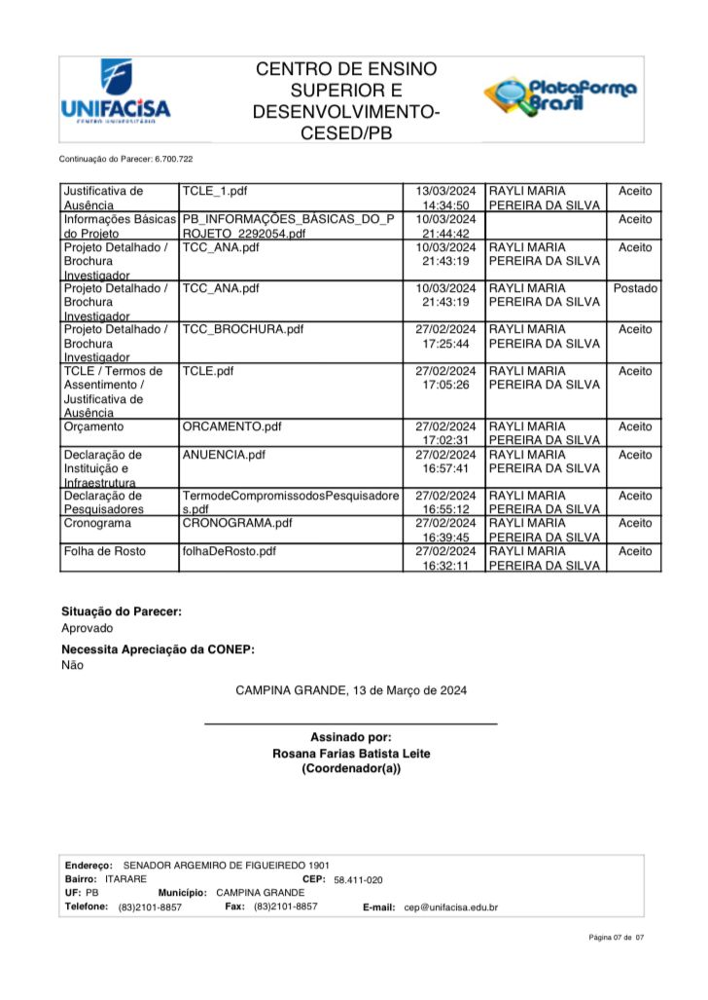 UNIFACISA
CENTRO UNIVERSITÁRIO
CENTRO DE ENSINO
SUPERIOR E
DESENVOLVIMENTO-
CESED/PB
PlataForma
Brasil
Continuação do Parecer: 6.700.722
Justificativa de TCLE_1.pdf 13/03/2024 RAYLI MARIA Aceito
Ausência 14:34:50 PEREIRA DA SILVA
Informações Básicas PB_INFORMAÇÕES_BÁSICAS_DO_P 10/03/2024 Aceito
do Projeto ROJETO_2292054.pdf 21:44:42
Projeto Detalhado / TCC_ANA.pdf 10/03/2024 RAYLI MARIA Aceito
Brochura 21:43:19 PEREIRA DA SILVA
Investigador
Projeto Detalhado / TCC_ANA.pdf 10/03/2024 RAYLI MARIA Postado
Brochura 21:43:19 PEREIRA DA SILVA
Investigador
Projeto Detalhado / TCC_BROCHURA.pdf 27/02/2024 RAYLI MARIA Aceito
Brochura 17:25:44 PEREIRA DA SILVA
Investigador
TCLE / Termos de TCLE.pdf 27/02/2024 RAYLI MARIA Aceito
Assentimento / 17:05:26 PEREIRA DA SILVA
Justificativa de
Ausência
Orçamento ORCAMENTO.pdf 27/02/2024 RAYLI MARIA Aceito
17:02:31 PEREIRA DA SILVA
Declaração de ANUENCIA.pdf 27/02/2024 RAYLI MARIA Aceito
Instituição e 16:57:41 PEREIRA DA SILVA
Infraestrutura
Declaração de TermodeCompromissodosPesquisadore 27/02/2024 RAYLI MARIA Aceito
Pesquisadores s.pdf 16:55:12 PEREIRA DA SILVA
Cronograma CRONOGRAMA.pdf 27/02/2024 RAYLI MARIA Aceito
16:39:45 PEREIRA DA SILVA
Folha de Rosto folhaDeRosto.pdf 27/02/2024 RAYLI MARIA Aceito
16:32:11 PEREIRA DA SILVA
Situação do Parecer:
Aprovado
Necessita Apreciação da CONEP:
Não
CAMPINA GRANDE, 13 de Março de 2024
Assinado por:
Rosana Farias Batista Leite
(Coordenador(a))
Endereço: SENADOR ARGEMIRO DE FIGUEIREDO 1901
Bairro: ITARARE CEP: 58.411-020
UF: PB Município: CAMPINA GRANDE
Telefone: (83)2101-8857 Fax: (83)2101-8857 E-mail: cep@unifacisa.edu.br
Página 07 de 07